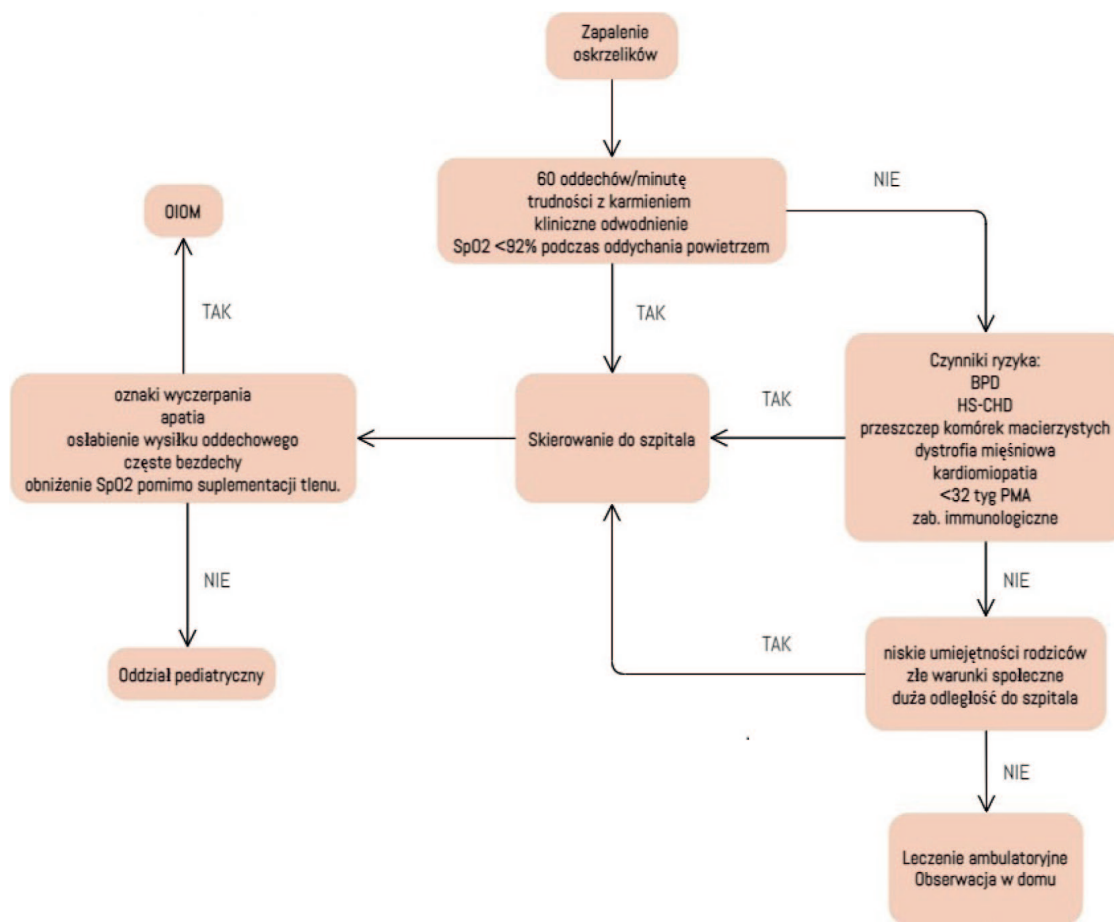 Zapalenie
oskrzelików
60 oddechów/minutę
trudności z karmieniem
kliniczne odwodnienie
SpO2 <92% podczas oddychania powietrzem
NIE
TAK
OIOM
TAK
oznaki wyczerpania
apatia
osłabienie wysiłku oddechowego
częste bezdechy
obniżenie SpO2 pomimo suplementacji tlenu.
NIE
Oddział pediatryczny
Skierowanie do szpitala
TAK
Czynniki ryzyka:
BPD
HS-CHD
przeszczep komórek macierzystych
dystrofia mięśniowa
kardiomiopatia
<32 tyg PMA
zab. immunologiczne
NIE
TAK
niskie umiejętności rodziców
złe warunki społeczne
duża odległość do szpitala
NIE
Leczenie ambulatoryjne
Obserwacja w domu